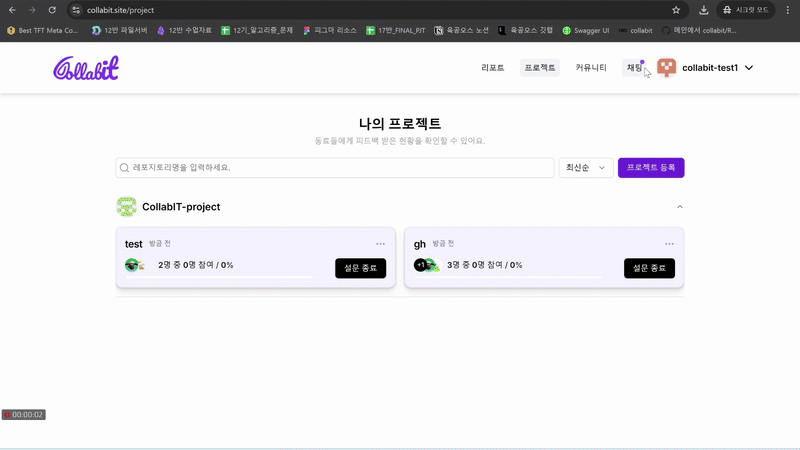 collabit.site/project
시크릿 모드
Best TFT Meta Co...
12반 파일서버
12반 수업자료
12기_알고리즘_문제
피그마 리소스
17반_FINAL_PJT
육공오스 노션
육공오스 깃랩
Swagger UI
collabit
메인에서 collabit/R...
Collabit
리포트
프로젝트
커뮤니티
채팅
collabit-test1
나의 프로젝트
동료들에게 피드백 받은 현황을 확인할 수 있어요.
레포지토리명을 입력하세요.
최신순
프로젝트 등록
CollabIT-project
test 방금 전
2명 중 0명 참여 / 0%
설문 종료
gh 방금 전
+1
3명 중 0명 참여 / 0%
설문 종료
00:00:02